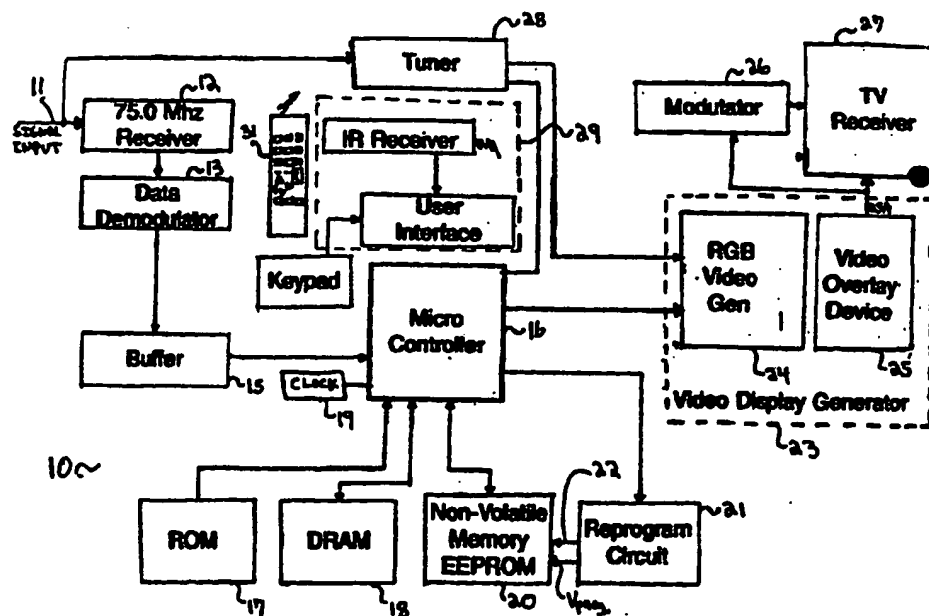 28
27
Tuner
11
12
26
SIGNAL
INPUT
75.0 Mhz
Receiver
31
IR Receiver
29
Modulator
TV
Receiver
13
Data
Demodulator
User
Interface
Keypad
RGB
Video
Gen
Video
Overlay
Device
Micro
Controller
16
Buffer
15
CLOCK
19
24
25
Video Display Generator
23
10~
22
21
ROM
DRAM
Non-Volatile
Memory
EEPROM
Reprogram
Circuit
17
18
20